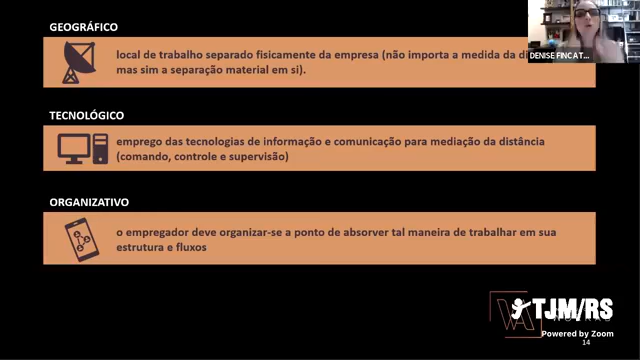 GEOGRÁFICO
local de trabalho separado fisicamente da empresa (não importa a medida da
mas sim a separação material em si).
DENISE FINCAT...
TECNOLÓGICO
emprego das tecnologias de informação e comunicação para mediação da distância
(comando, controle e supervisão)
ORGANIZATIVO
o empregador deve organizar-se a ponto de absorver tal maneira de trabalhar em sua
estrutura e fluxos
TJM/RS
Powered by Zoom
14